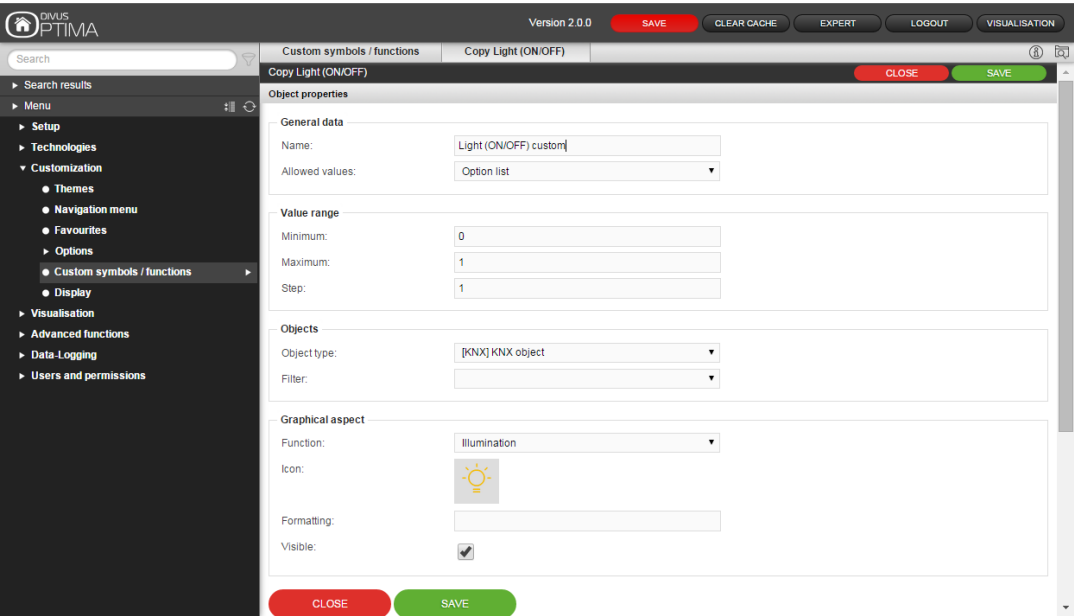 DIVUS
OPTIMA
Version 2.0.0
SAVE
CLEAR CACHE
EXPERT
LOGOUT
VISUALISATION
Search
Search results
Menu
Setup
Technologies
Customization
Themes
Navigation menu
Favourites
Options
Custom symbols / functions
Display
Visualisation
Advanced functions
Data-Logging
Users and permissions
Custom symbols / functions
Copy Light (ON/OFF)
Copy Light (ON/OFF)
CLOSE
SAVE
Object properties
General data
Name: Light (ON/OFF) custom
Allowed values: Option list
Value range
Minimum: 0
Maximum: 1
Step: 1
Objects
Object type: [KNX] KNX object
Filter:
Graphical aspect
Function: Illumination
Icon:
Formatting:
Visible:
CLOSE
SAVE